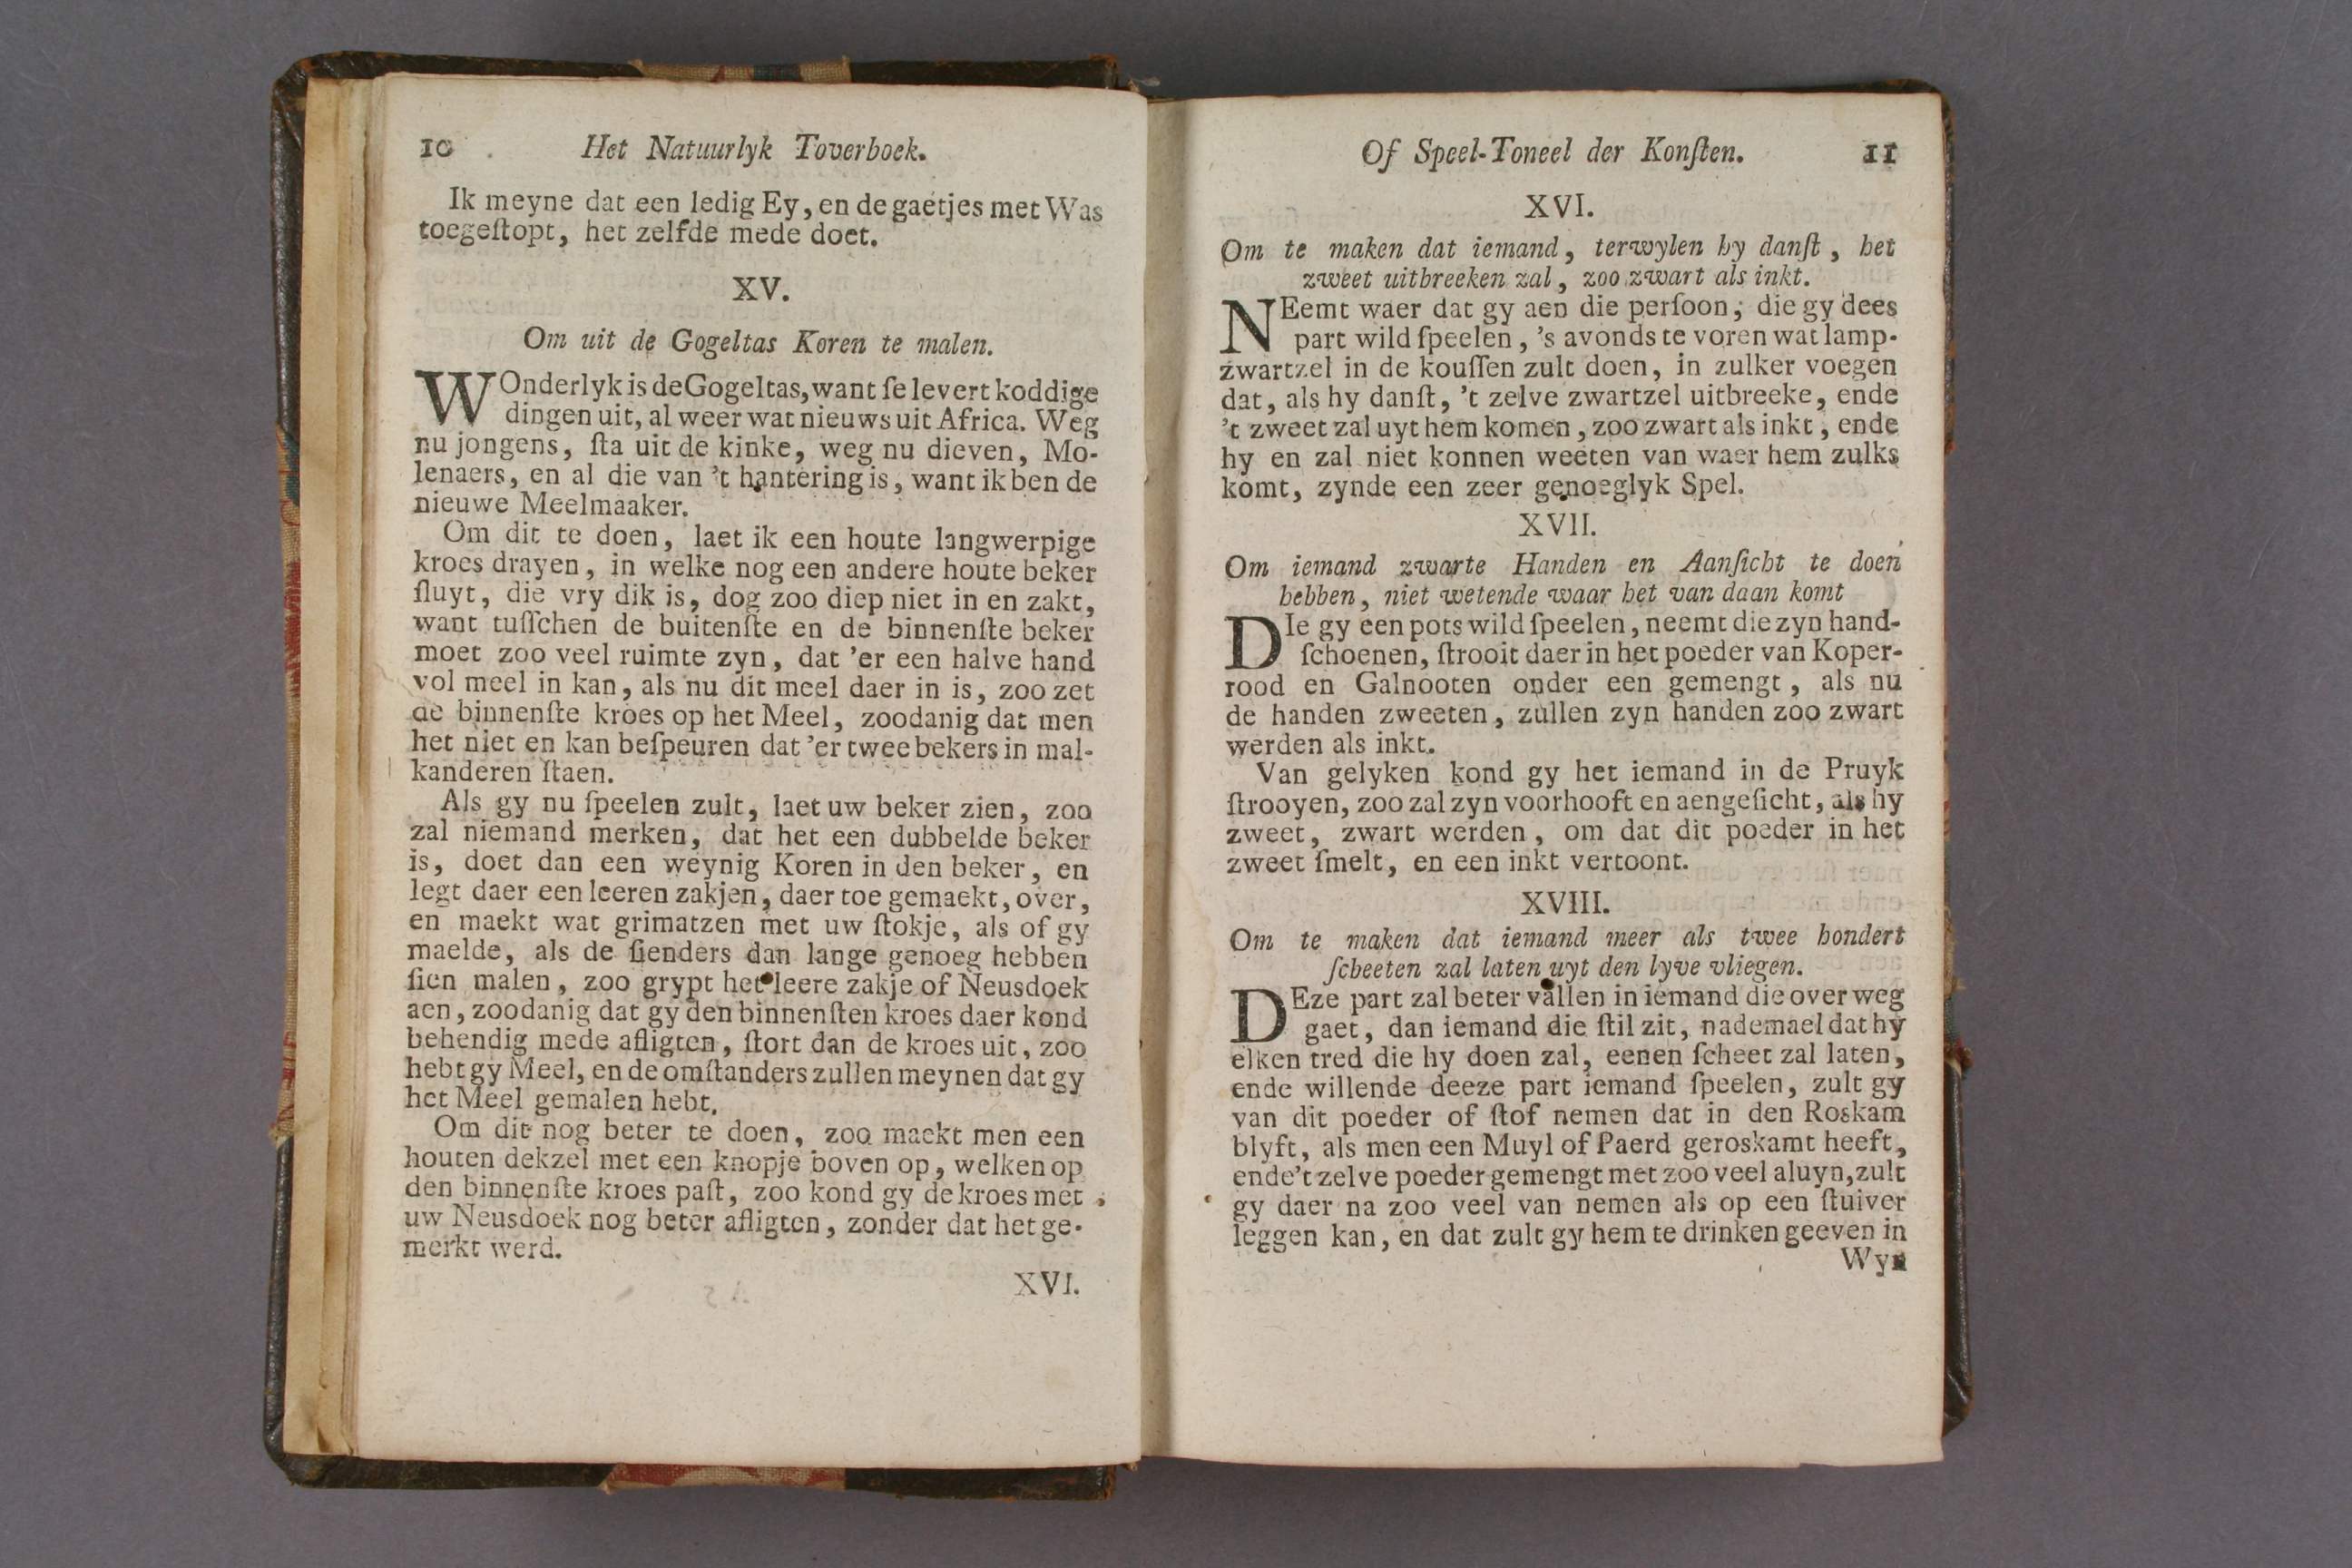 10 Het Natuurlyk Toverboek.
Ik meyne dat een ledig Ey, en de gaetjes met Was
toegeſtopt, het zelfde mede doet.
XV.
Om uit de Gogeltas Koren te malen.
WOnderlyk is de Gogeltas, want ſe levert koddige
dingen uit, al weer wat nieuws uit Africa. Weg
nu jongens, ſta uit de kinke, weg nu dieven, Mo-
lenaers, en al die van 't hantering is, want ik ben de
nieuwe Meelmaaker.
Om dit te doen, laet ik een houte langwerpige
kroes drayen, in welke nog een andere houte beker
ſluyt, die vry dik is, dog zoo diep niet in en zakt,
want tuſſchen de buitenſte en de binnenſte beker
moet zoo veel ruimte zyn, dat 'er een halve hand
vol meel in kan, als nu dit meel daer in is, zoo zet
de binnenſte kroes op het Meel, zoodanig dat men
het niet en kan beſpeuren dat 'er twee bekers in mal-
kanderen ſtaen.
Als gy nu ſpeelen zult, laet uw beker zien, zoo
zal niemand merken, dat het een dubbelde beker
is, doet dan een weynig Koren in den beker, en
legt daer een leeren zakjen, daer toe gemaekt, over,
en maekt wat grimatzen met uw ſtokje, als of gy
maelde, als de ſienders dan lange genoeg hebben
ſien malen, zoo grypt het leere zakje of Neusdoek
aen, zoodanig dat gy den binnenſten kroes daer kond
behendig mede afligten, ſtort dan de kroes uit, zoo
hebt gy Meel, en de omſtanders zullen meynen dat gy
het Meel gemalen hebt.
Om dit nog beter te doen, zoo maekt men een
houten dekzel met een knopje boven op, welken op
den binnenſte kroes paſt, zoo kond gy de kroes met
uw Neusdoek nog beter afligten, zonder dat het ge-
merkt werd.
XVI.
Of Speel-Toneel der Konſten. 11
XVI.
Om te maken dat iemand, terwylen hy danſt, het
zweet uitbreeken zal, zoo zwart als inkt.
NEemt waer dat gy aen die perſoon, die gy dees
part wild ſpeelen, 's avonds te voren wat lamp-
zwartzel in de kouſſen zult doen, in zulker voegen
dat, als hy danſt, 't zelve zwartzel uitbreeke, ende
't zweet zal uyt hem komen, zoo zwart als inkt, ende
hy en zal niet konnen weeten van waer hem zulks
komt, zynde een zeer genoeglyk Spel.
XVII.
Om iemand zwarte Handen en Aanſicht te doen
hebben, niet wetende waar het van daan komt
DIe gy een pots wild ſpeelen, neemt die zyn hand-
ſchoenen, ſtrooit daer in het poeder van Koper-
rood en Galnooten onder een gemengt, als nu
de handen zweeten, zullen zyn handen zoo zwart
werden als inkt.
Van gelyken kond gy het iemand in de Pruyk
ſtrooyen, zoo zal zyn voorhooft en aengeſicht, als hy
zweet, zwart werden, om dat dit poeder in het
zweet ſmelt, en een inkt vertoont.
XVIII.
Om te maken dat iemand meer als twee hondert
ſcheeten zal laten uyt den lyve vliegen.
DEze part zal beter vallen in iemand die over weg
gaet, dan iemand die ſtil zit, nademael dat hy
elken tred die hy doen zal, eenen ſcheet zal laten,
ende willende deeze part iemand ſpeelen, zult gy
van dit poeder of ſtof nemen dat in den Roskam
blyft, als men een Muyl of Paerd geroskamt heeft,
ende 't zelve poeder gemengt met zoo veel aluyn, zult
gy daer na zoo veel van nemen als op een ſtuiver
leggen kan, en dat zult gy hem te drinken geeven in
Wyn